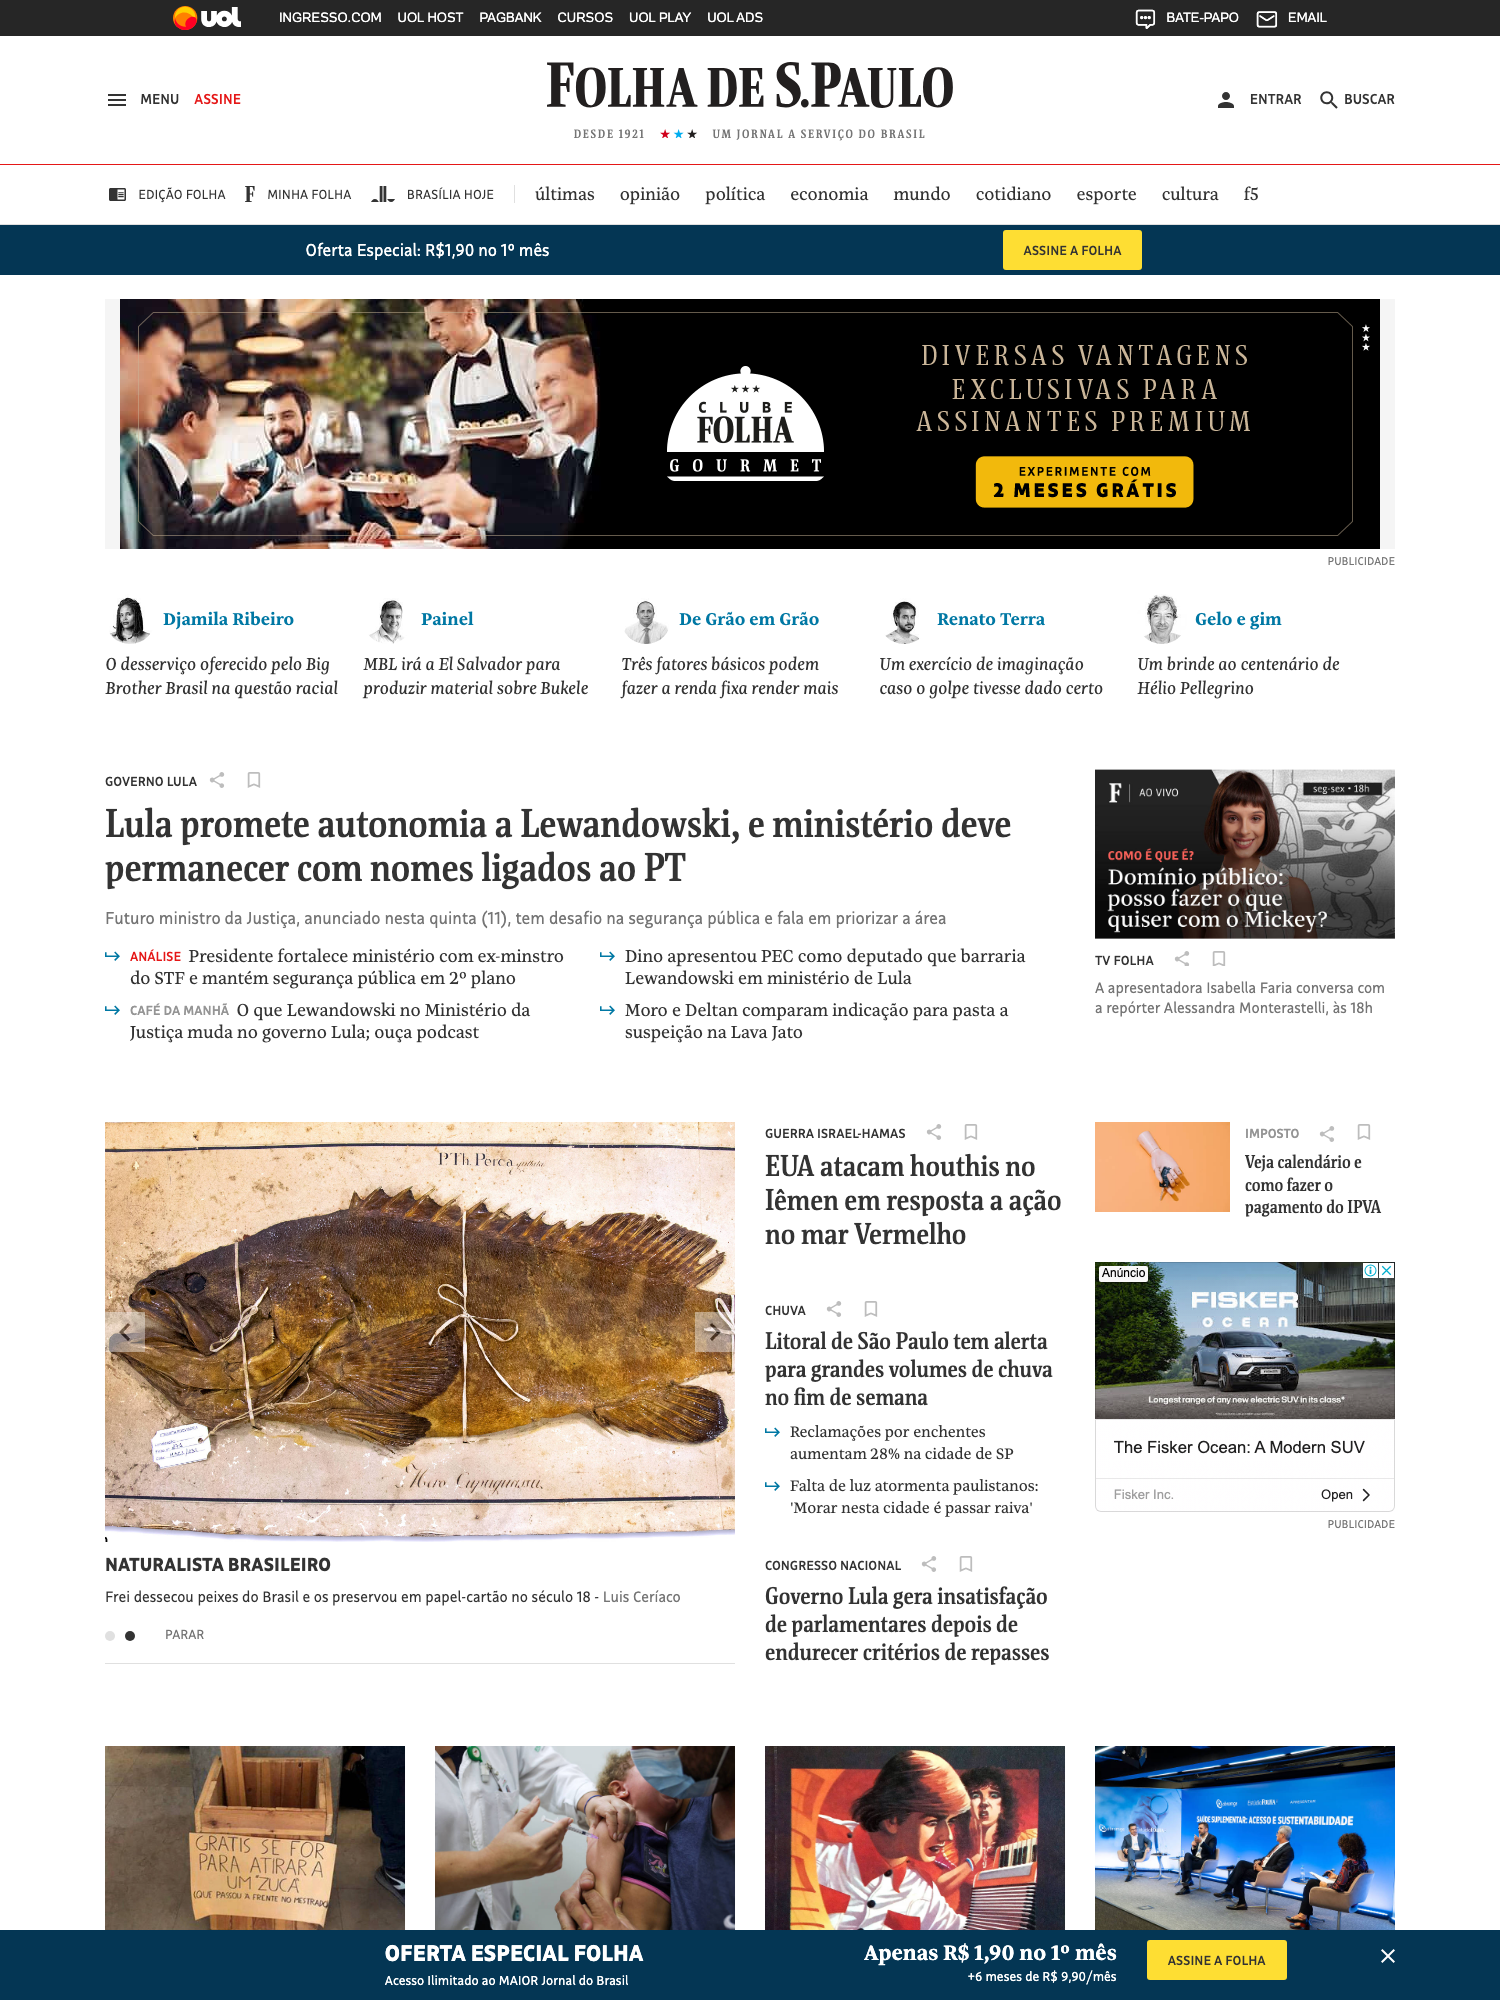 uol INGRESSO.COM UOL HOST PAGBANK CURSOS UOL PLAY UOL ADS BATE-PAPO EMAIL
MENU ASSINE FOLHA DE S.PAULO ENTRAR BUSCAR
DESDE 1921 ★★★ UM JORNAL A SERVIÇO DO BRASIL
EDIÇÃO FOLHA F MINHA FOLHA BRASÍLIA HOJE últimas opinião política economia mundo cotidiano esporte cultura f5
Oferta Especial: R$1,90 no 1º mês ASSINE A FOLHA
CLUBE
FOLHA
GOURMET
DIVERSAS VANTAGENS
EXCLUSIVAS PARA
ASSINANTES PREMIUM
EXPERIMENTE COM
2 MESES GRÁTIS
PUBLICIDADE
Djamila Ribeiro
O desserviço oferecido pelo Big
Brother Brasil na questão racial
Painel
MBL irá a El Salvador para
produzir material sobre Bukele
De Grão em Grão
Três fatores básicos podem
fazer a renda fixa render mais
Renato Terra
Um exercício de imaginação
caso o golpe tivesse dado certo
Gelo e gim
Um brinde ao centenário de
Hélio Pellegrino
GOVERNO LULA
Lula promete autonomia a Lewandowski, e ministério deve
permanecer com nomes ligados ao PT
Futuro ministro da Justiça, anunciado nesta quinta (11), tem desafio na segurança pública e fala em priorizar a área
ANÁLISE Presidente fortalece ministério com ex-minstro
do STF e mantém segurança pública em 2º plano
CAFÉ DA MANHÃ O que Lewandowski no Ministério da
Justiça muda no governo Lula; ouça podcast
Dino apresentou PEC como deputado que barraria
Lewandowski em ministério de Lula
Moro e Deltan comparam indicação para pasta a
suspeição na Lava Jato
F AO VIVO seg-sex • 18h
COMO É QUE É?
Domínio público:
posso fazer o que
quiser com o Mickey?
TV FOLHA
A apresentadora Isabella Faria conversa com
a repórter Alessandra Monterastelli, às 18h
P.Th. Perca
NATURALISTA BRASILEIRO
Frei dessecou peixes do Brasil e os preservou em papel-cartão no século 18 - Luis Ceríaco
PARAR
GUERRA ISRAEL-HAMAS
EUA atacam houthis no
Iêmen em resposta a ação
no mar Vermelho
CHUVA
Litoral de São Paulo tem alerta
para grandes volumes de chuva
no fim de semana
Reclamações por enchentes
aumentam 28% na cidade de SP
Falta de luz atormenta paulistanos:
'Morar nesta cidade é passar raiva'
CONGRESSO NACIONAL
Governo Lula gera insatisfação
de parlamentares depois de
endurecer critérios de repasses
IMPOSTO
Veja calendário e
como fazer o
pagamento do IPVA
Anúncio
FISKER
OCEAN
Longest range of any new electric SUV in its class*
The Fisker Ocean: A Modern SUV
Fisker Inc. Open
PUBLICIDADE
GRATIS SE FOR
PARA ATIRAR A
UM "ZUCA"
(QUE PASSOU A FRENTE NO MESTRADO)
SAÚDE SUPLEMENTAR: ACESSO E SUSTENTABILIDADE
OFERTA ESPECIAL FOLHA
Acesso Ilimitado ao MAIOR Jornal do Brasil
Apenas R$ 1,90 no 1º mês
+6 meses de R$ 9,90/mês
ASSINE A FOLHA